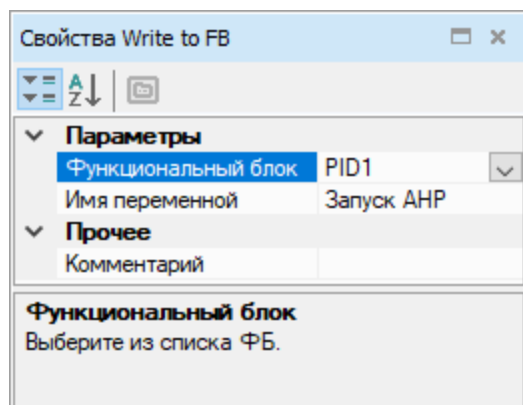 Свойства Write to FB
Параметры
Функциональный блок PID1
Имя переменной Запуск АНР
Прочее
Комментарий
Функциональный блок
Выберите из списка ФБ.